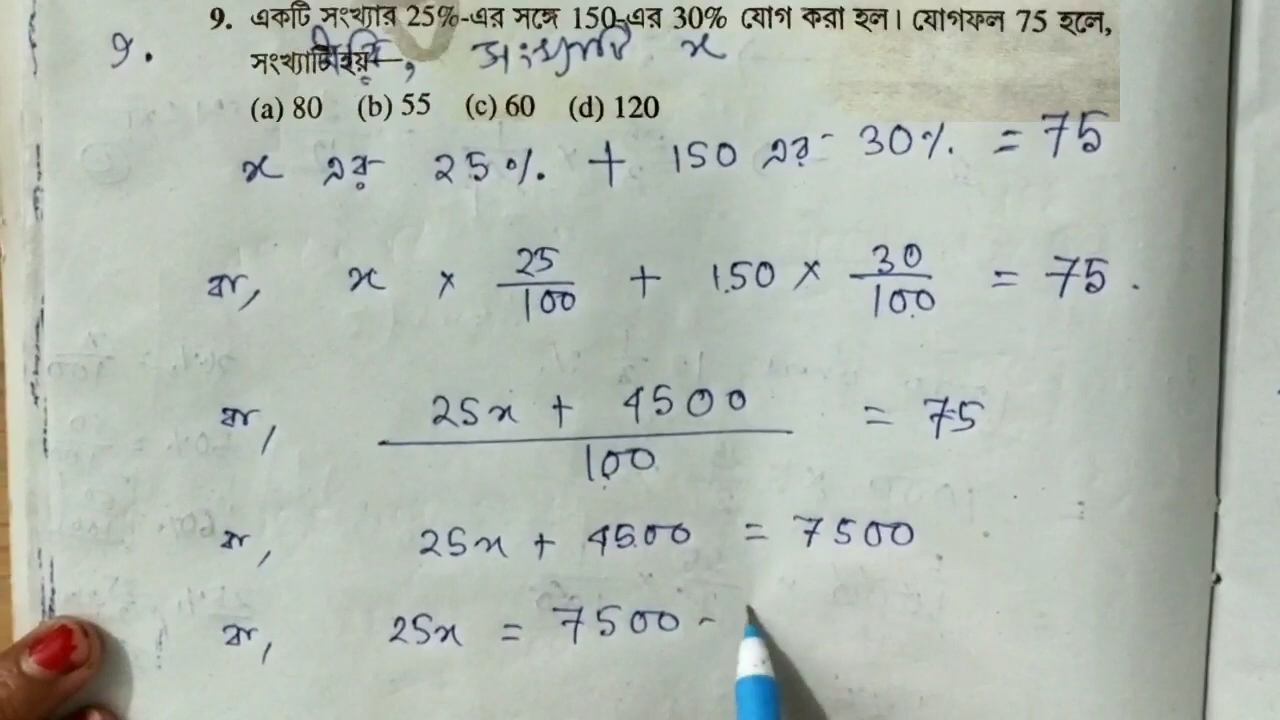 9. একটি সংখ্যার 25%-এর সঙ্গে 150-এর 30% যোগ করা হল। যোগফল 75 হলে,
9. সংখ্যাটি হয়— , সংখ্যাটি x
(a) 80 (b) 55 (c) 60 (d) 120
x এর 25% + 150 এর 30% = 75
বা, x × 25/100 + 150 × 30/100 = 75.
বা, 25x + 4500 / 100 = 75
বা, 25x + 4500 = 7500
বা, 25x = 7500 -